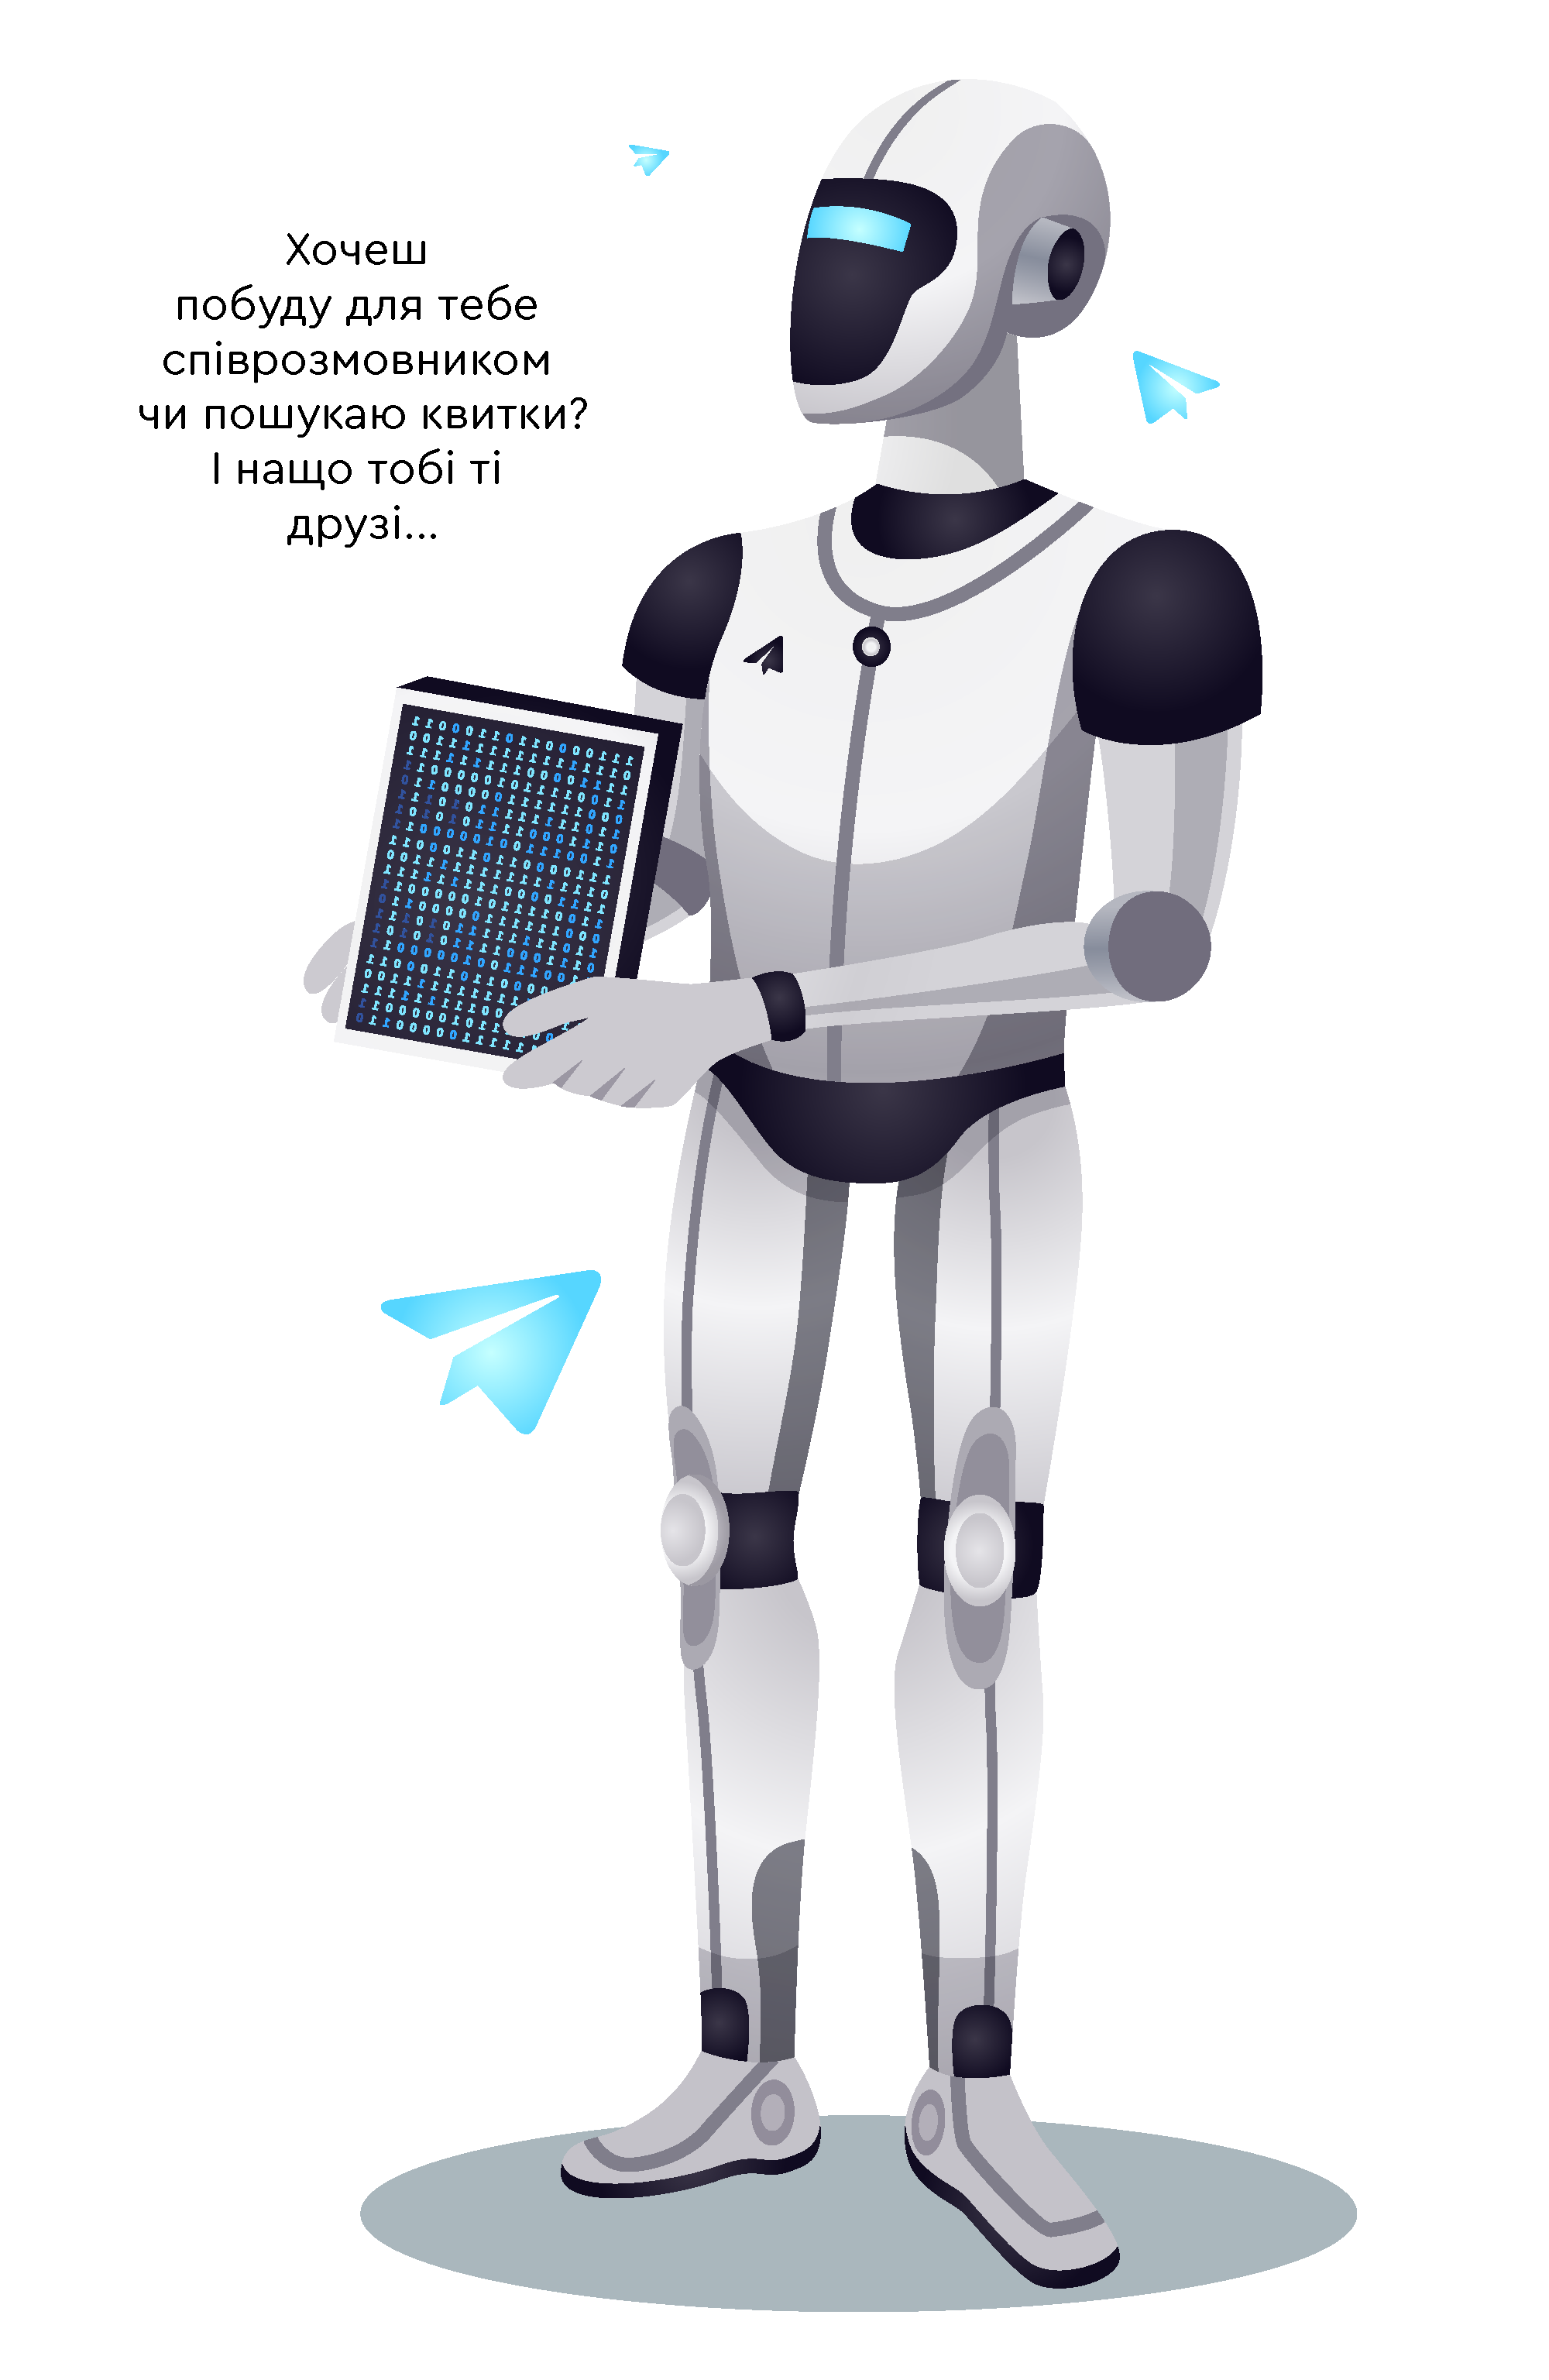 Хочеш
побуду для тебе
співрозмовником
чи пошукаю квитки?
І нащо тобі ті
друзі...